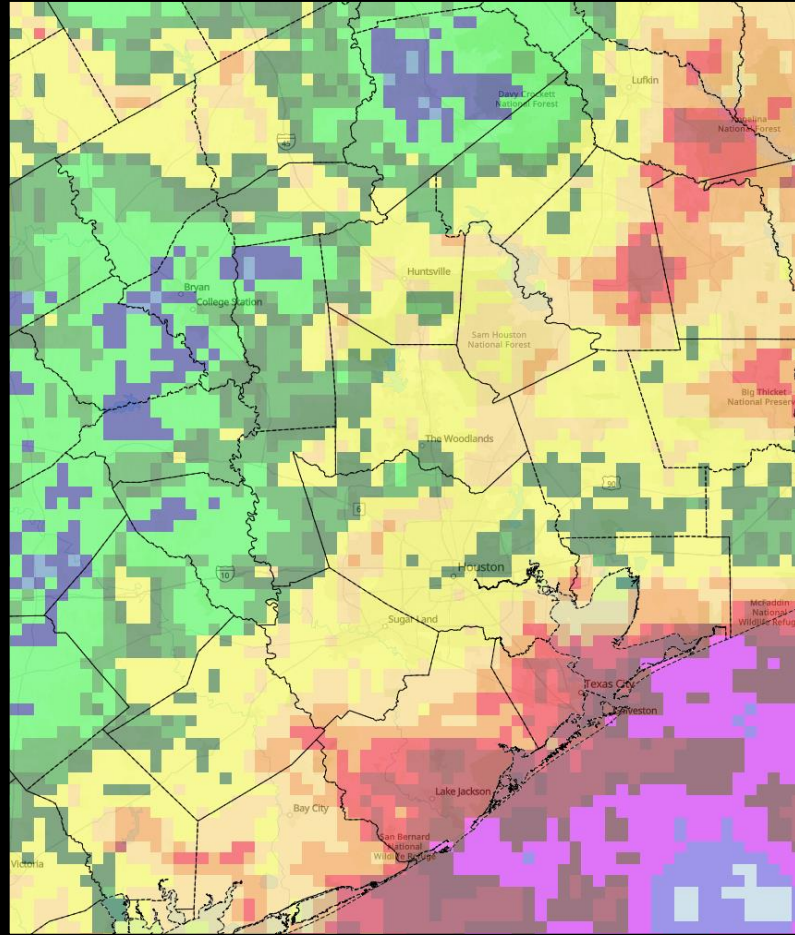 Lufkin
Davy Crockett
National Forest
Angelina
National Forest
45
Huntsville
Bryan
College Station
Sam Houston
National Forest
Big Thicket
National Preserv
The Woodlands
90
6
Houston
10
McFaddin
National
Wildlife Refug
Sugar Land
Texas City
Galveston
Lake Jackson
Bay City
San Bernard
National
Wildlife Refuge
Victoria